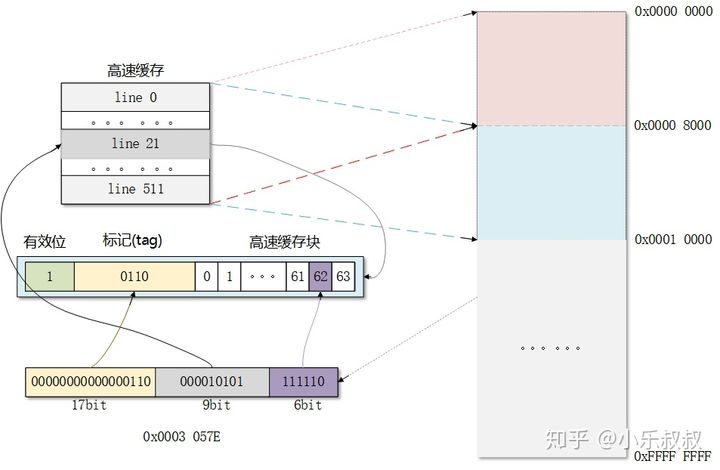 高速缓存
line 0
。。。 。。。
line 21
。。。 。。。
line 511
有效位
标记(tag)
高速缓存块
1
0110
0
1
。。。
61
62
63
00000000000000110
000010101
111110
17bit
9bit
6bit
0x0003 057E
0x0000 0000
0x0000 8000
0x0001 0000
。。。 。。。
0xFFFF FFFF
知乎 @小乐叔叔